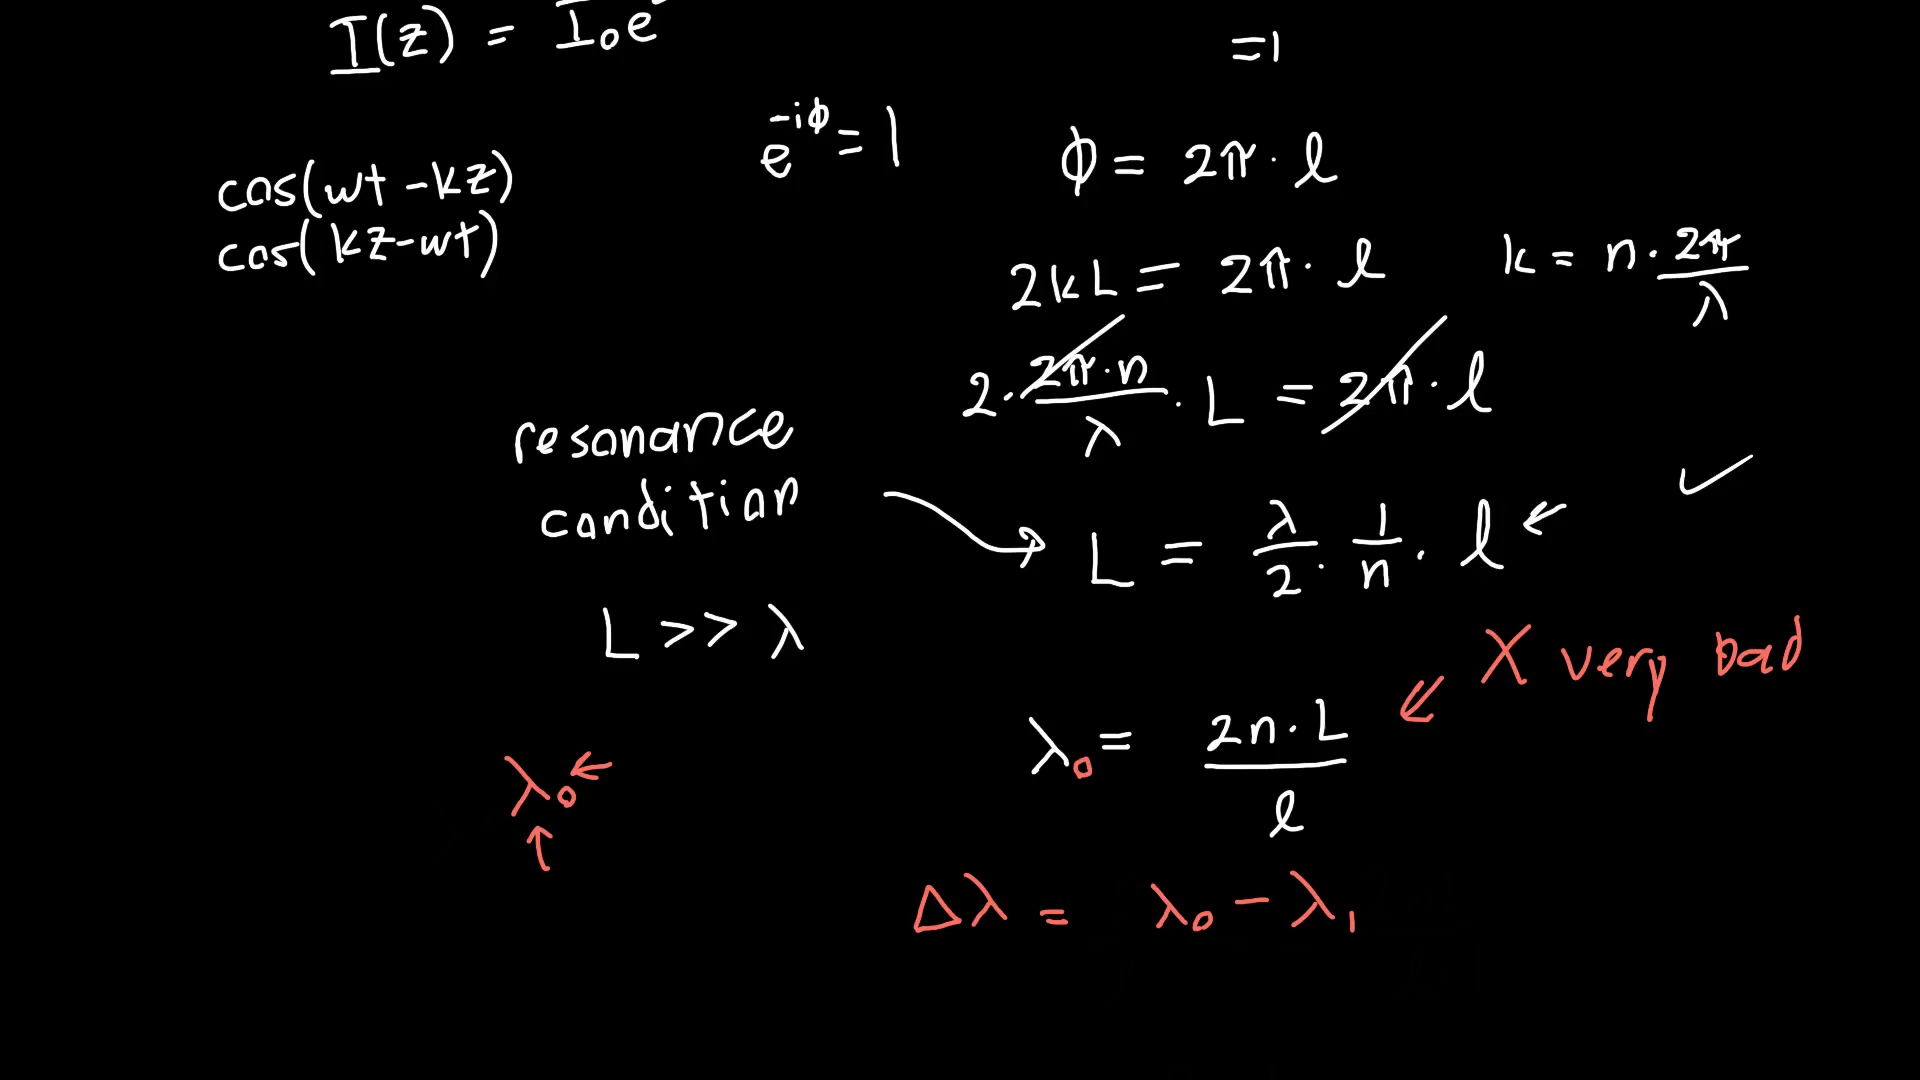 I(z) = I₀e
=1
e^-iϕ = 1
ϕ = 2π · l
cos(wt - kz)
cos(kz - wt)
2kL = 2π · l
k = n · 2π/λ
2 · 2π·n/λ · L = 2π · l
resonance
condition
L = λ/2 · 1/n · l
L >> λ
X very bad
λ₀ = 2n·L/l
λ₀
Δλ = λ₀ - λ₁